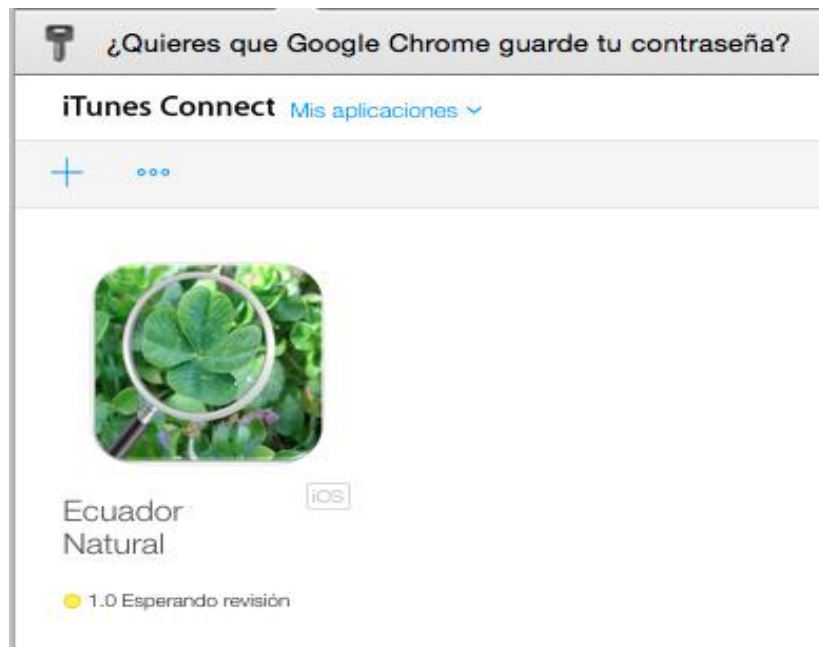 ¿Quieres que Google Chrome guarde tu contraseña?
iTunes Connect Mis aplicaciones
Ecuador
Natural
iOS
1.0 Esperando revisión